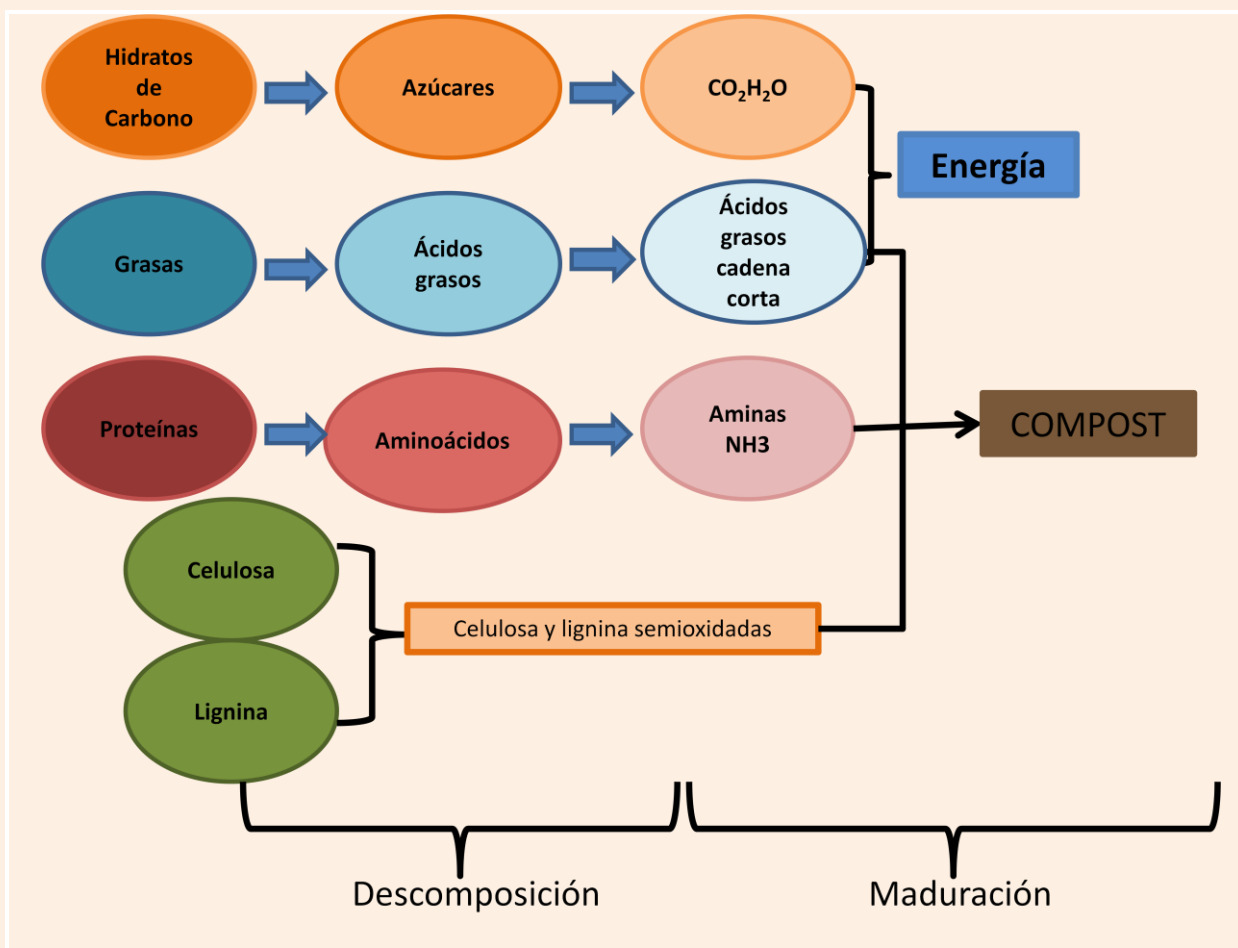 Hidratos
de
Carbono
Azúcares
CO₂H₂O
Energía
Grasas
Ácidos
grasos
Ácidos
grasos
cadena
corta
Proteínas
Aminoácidos
Aminas
NH3
COMPOST
Celulosa
Celulosa y lignina semioxidadas
Lignina
Descomposición
Maduración